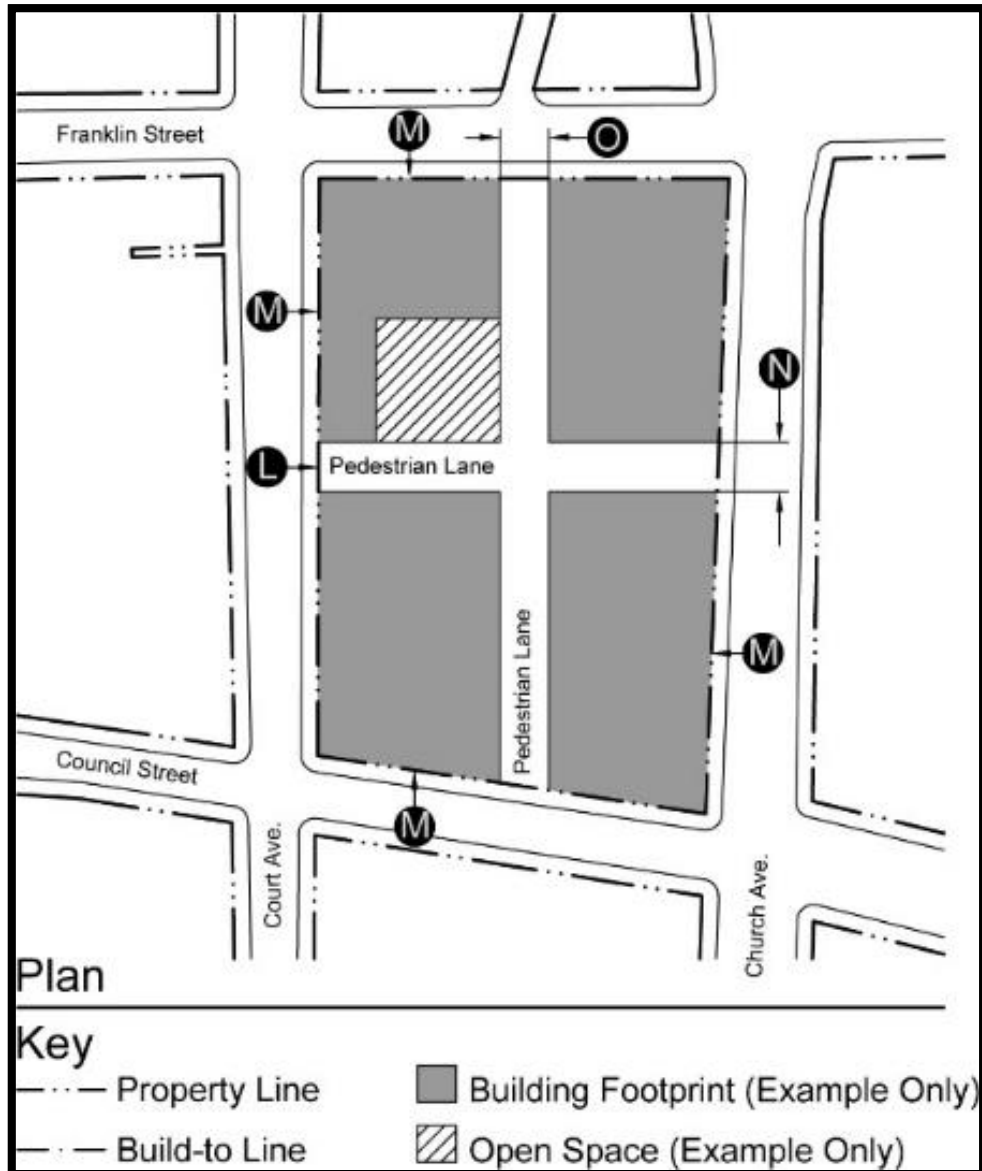 Franklin Street
M
O
M
N
L
Pedestrian Lane
Pedestrian Lane
M
Council Street
M
Court Ave.
Church Ave.
Plan
Key
Property Line
Building Footprint (Example Only)
Build-to Line
Open Space (Example Only)